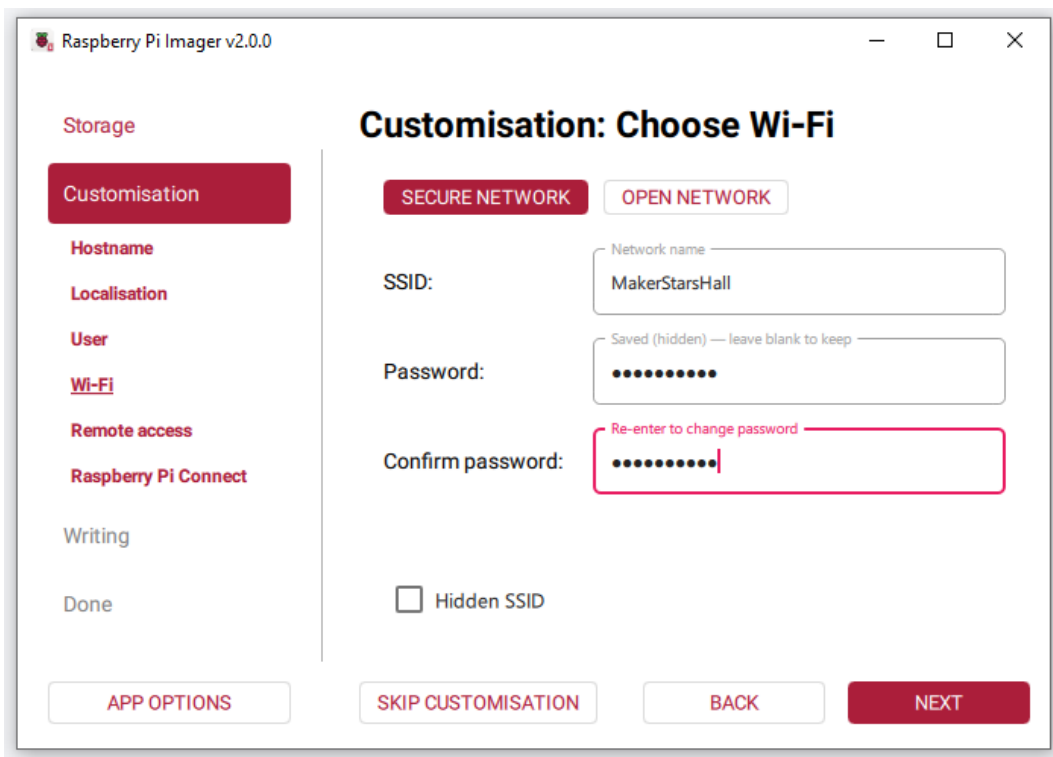 Raspberry Pi Imager v2.0.0
Storage
Customisation
Hostname
Localisation
User
Wi-Fi
Remote access
Raspberry Pi Connect
Writing
Done
APP OPTIONS
Customisation: Choose Wi-Fi
SECURE NETWORK OPEN NETWORK
Network name
SSID: MakerStarsHall
Saved (hidden) — leave blank to keep
Password: ••••••••••
Re-enter to change password
Confirm password: ••••••••••
Hidden SSID
SKIP CUSTOMISATION BACK NEXT